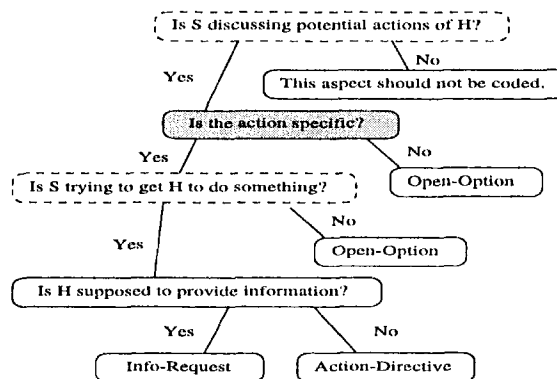 Is S discussing potential actions of H?
Yes
No
This aspect should not be coded.
Is the action specific?
Yes
No
Is S trying to get H to do something?
Open-Option
Yes
No
Open-Option
Is H supposed to provide information?
Yes
No
Info-Request
Action-Directive